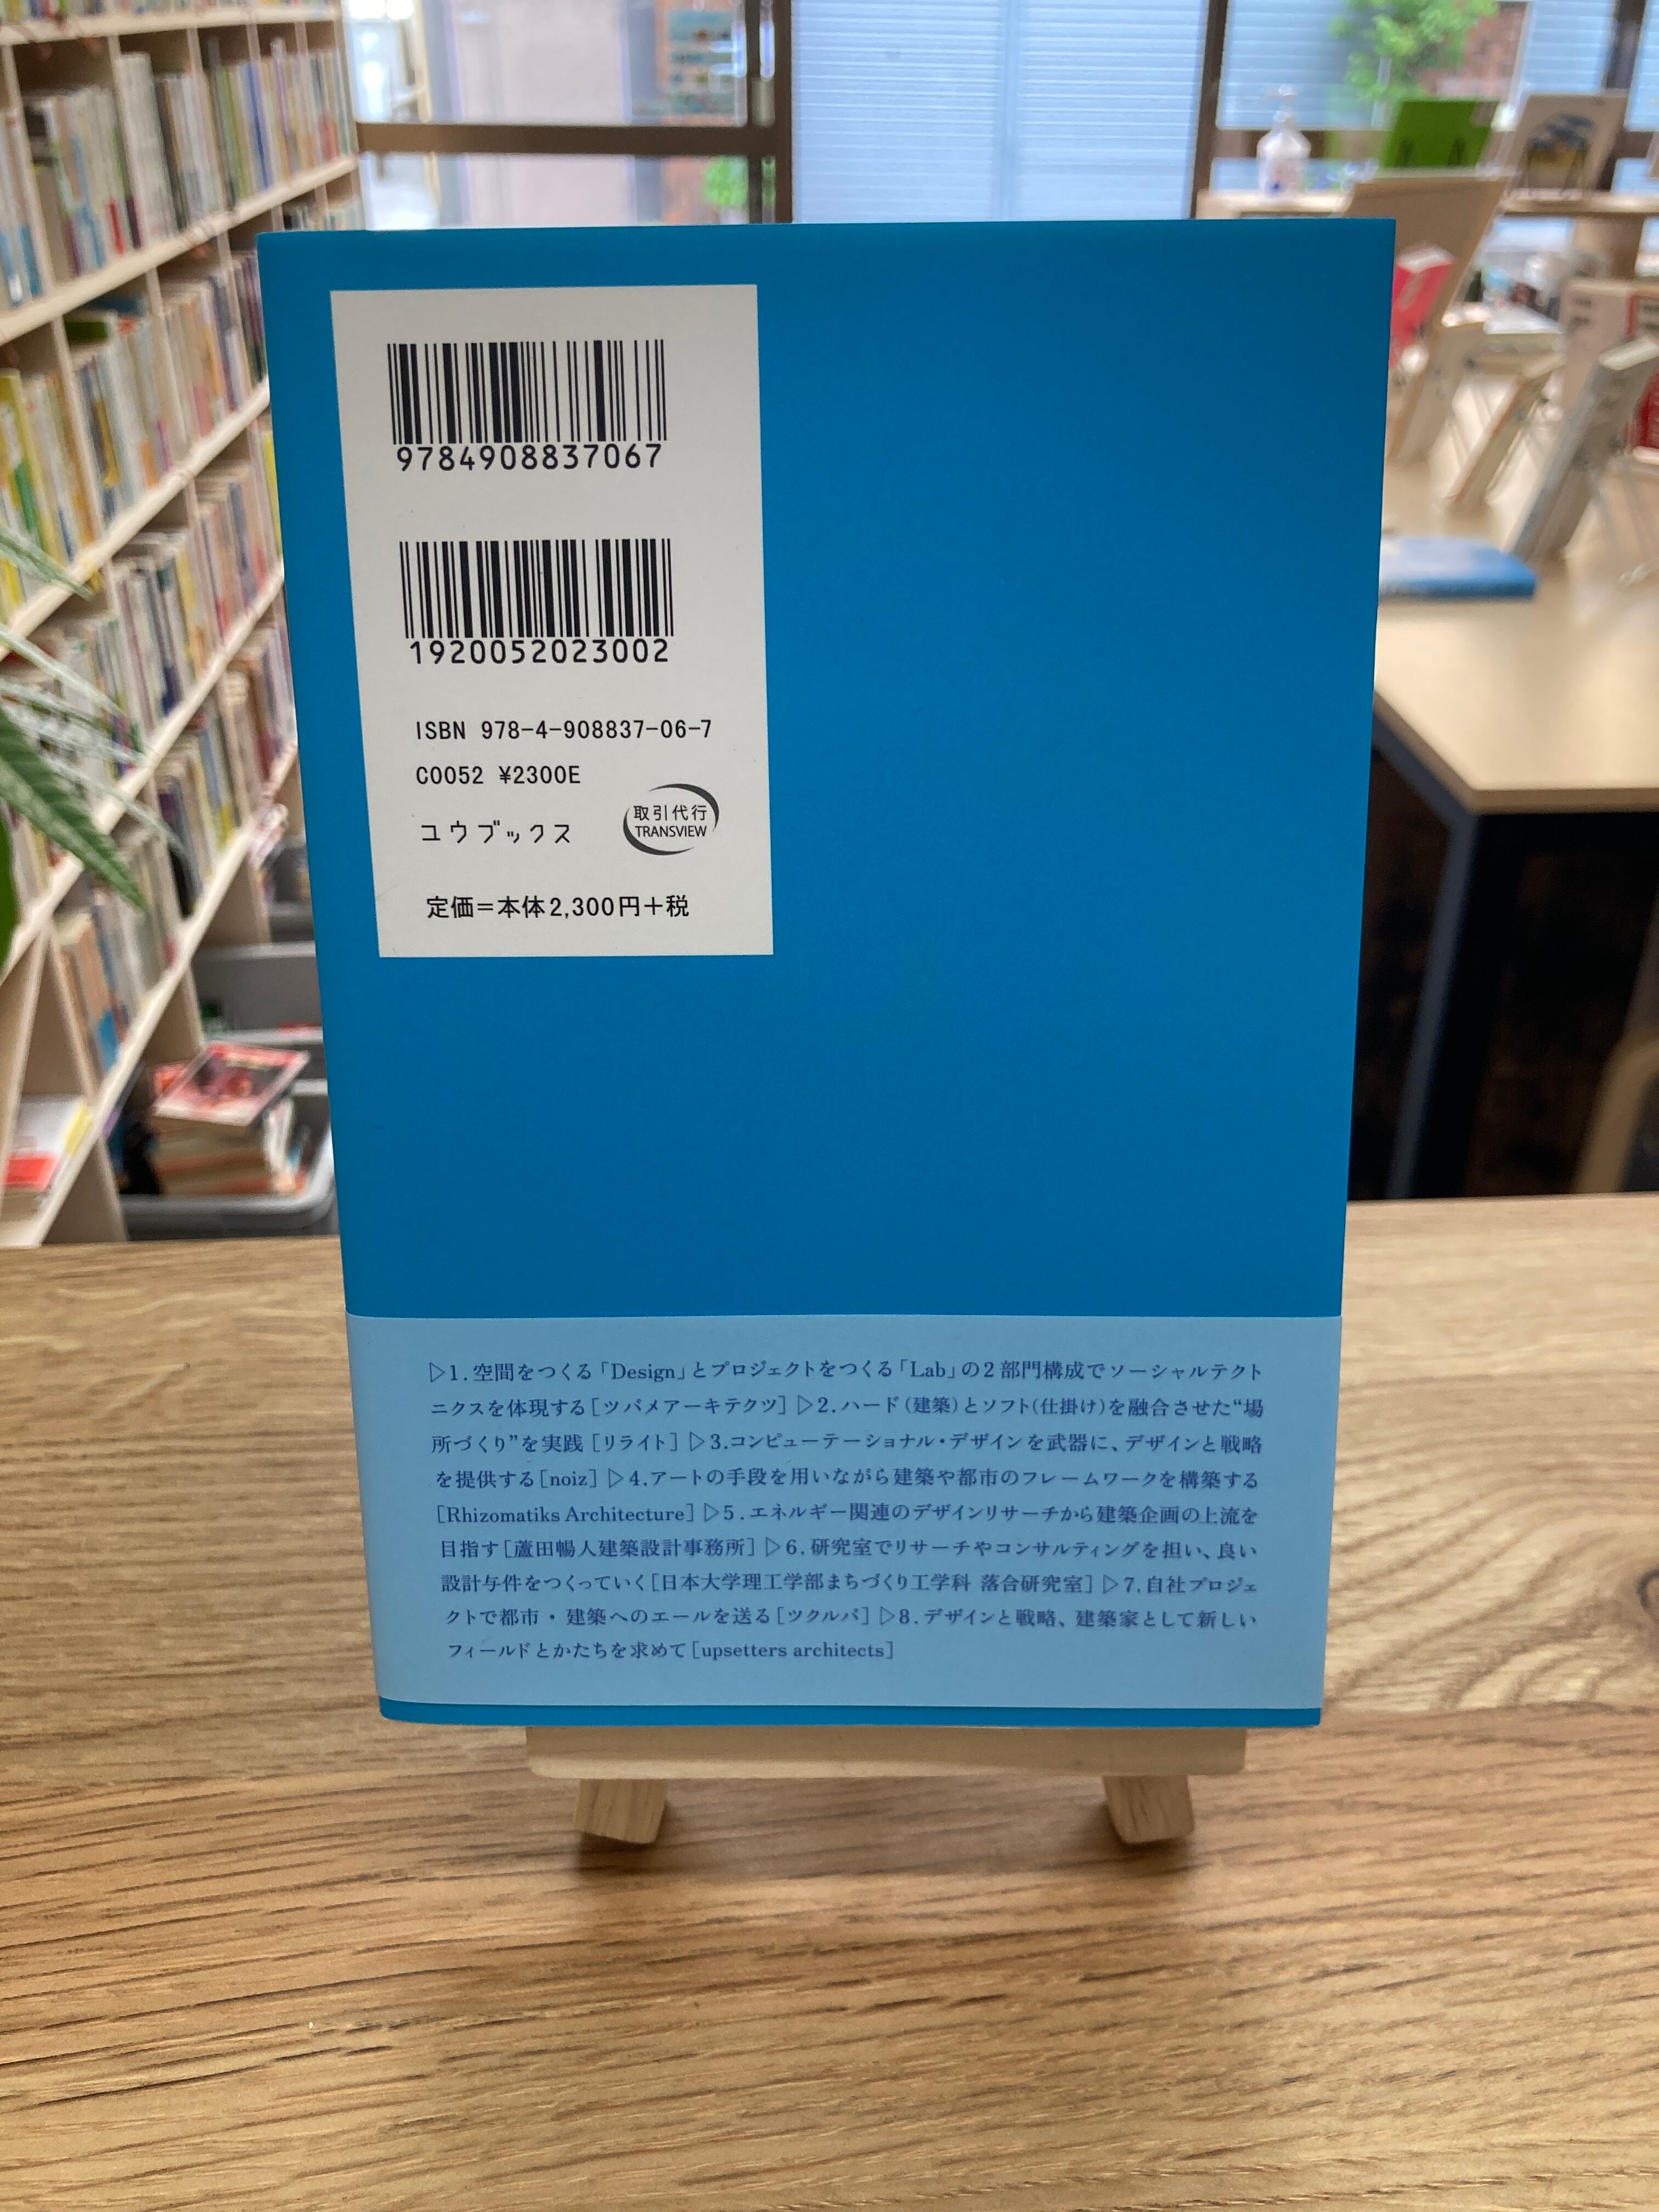 9784908837067
1920052023002
ISBN 978-4-908837-06-7
C0052 ¥2300E
ユウブックス
取引代行
TRANSVIEW
定価＝本体2,300円＋税
▷1.空間をつくる「Design」とプロジェクトをつくる「Lab」の2部門構成でソーシャルテクト
ニクスを体現する［ツバメアーキテクツ］▷2.ハード（建築）とソフト（仕掛け）を融合させた“場
所づくり”を実践［リライト］▷3.コンピューテーショナル・デザインを武器に、デザインと戦略
を提供する［noiz］▷4.アートの手段を用いながら建築や都市のフレームワークを構築する
［Rhizomatiks Architecture］▷5.エネルギー関連のデザインリサーチから建築企画の上流を
目指す［蘆田暢人建築設計事務所］▷6.研究室でリサーチやコンサルティングを担い、良い
設計与件をつくっていく［日本大学理工学部まちづくり工学科 落合研究室］▷7.自社プロジェ
クトで都市・建築へのエールを送る［ツクルバ］▷8.デザインと戦略、建築家として新しい
フィールドとかたちを求めて［upsetters architects］